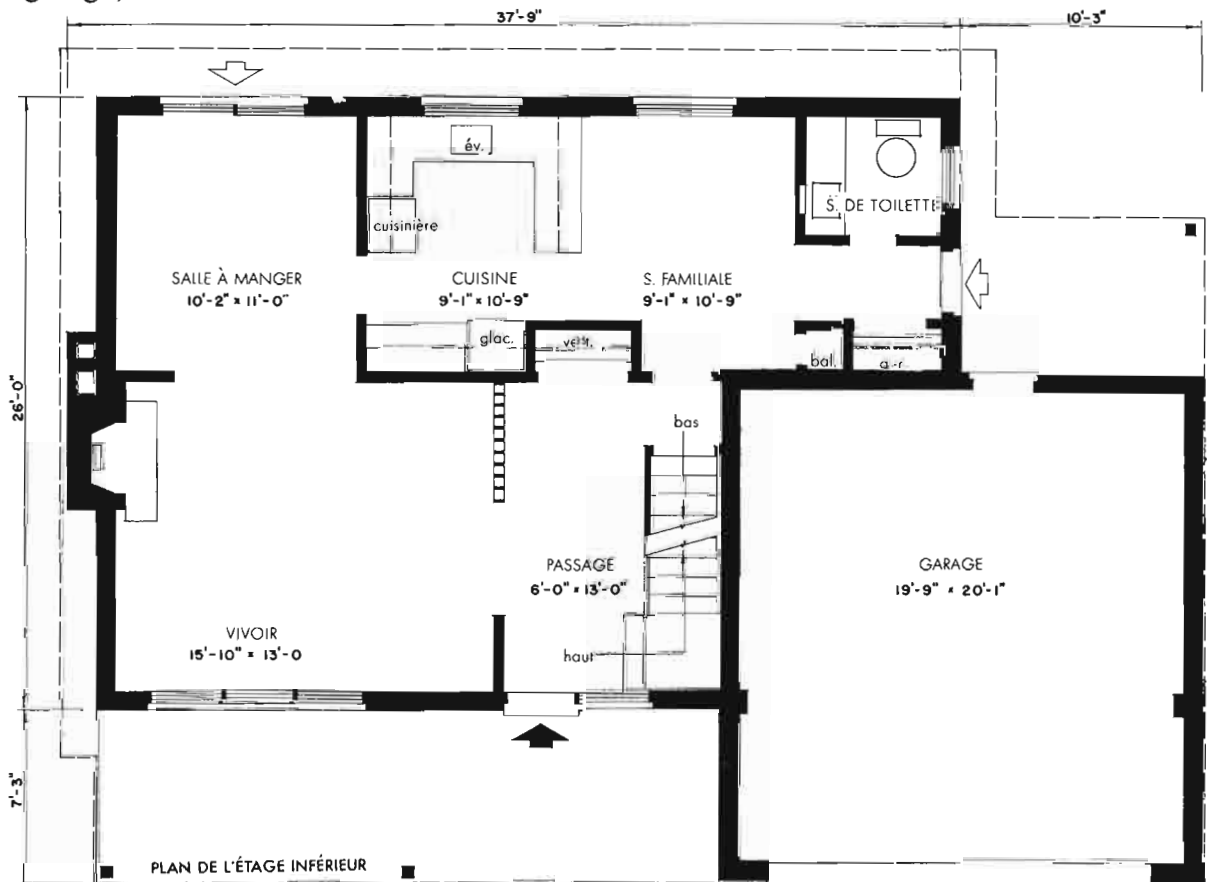 37'-9"
10'-3"
év.
cuisinière
S. DE TOILETTE
SALLE À MANGER
10'-2" x 11'-0"
CUISINE
9'-1" x 10'-9"
S. FAMILIALE
9'-1" x 10'-9"
glac.
bal.
26'-0"
bas
PASSAGE
6'-0" x 13'-0"
GARAGE
19'-9" x 20'-1"
VIVOIR
15'-10" x 13'-0
haut
7'-3"
PLAN DE L'ÉTAGE INFÉRIEUR